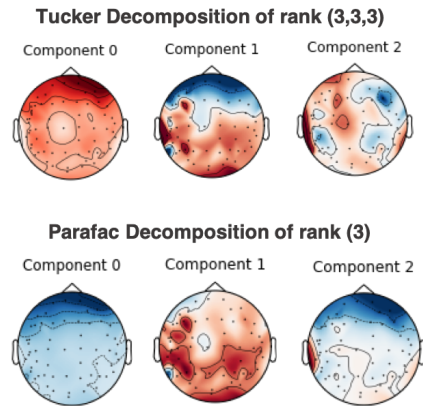 Tucker Decomposition of rank (3,3,3)
Component 0 Component 1 Component 2
Parafac Decomposition of rank (3)
Component 0 Component 1 Component 2